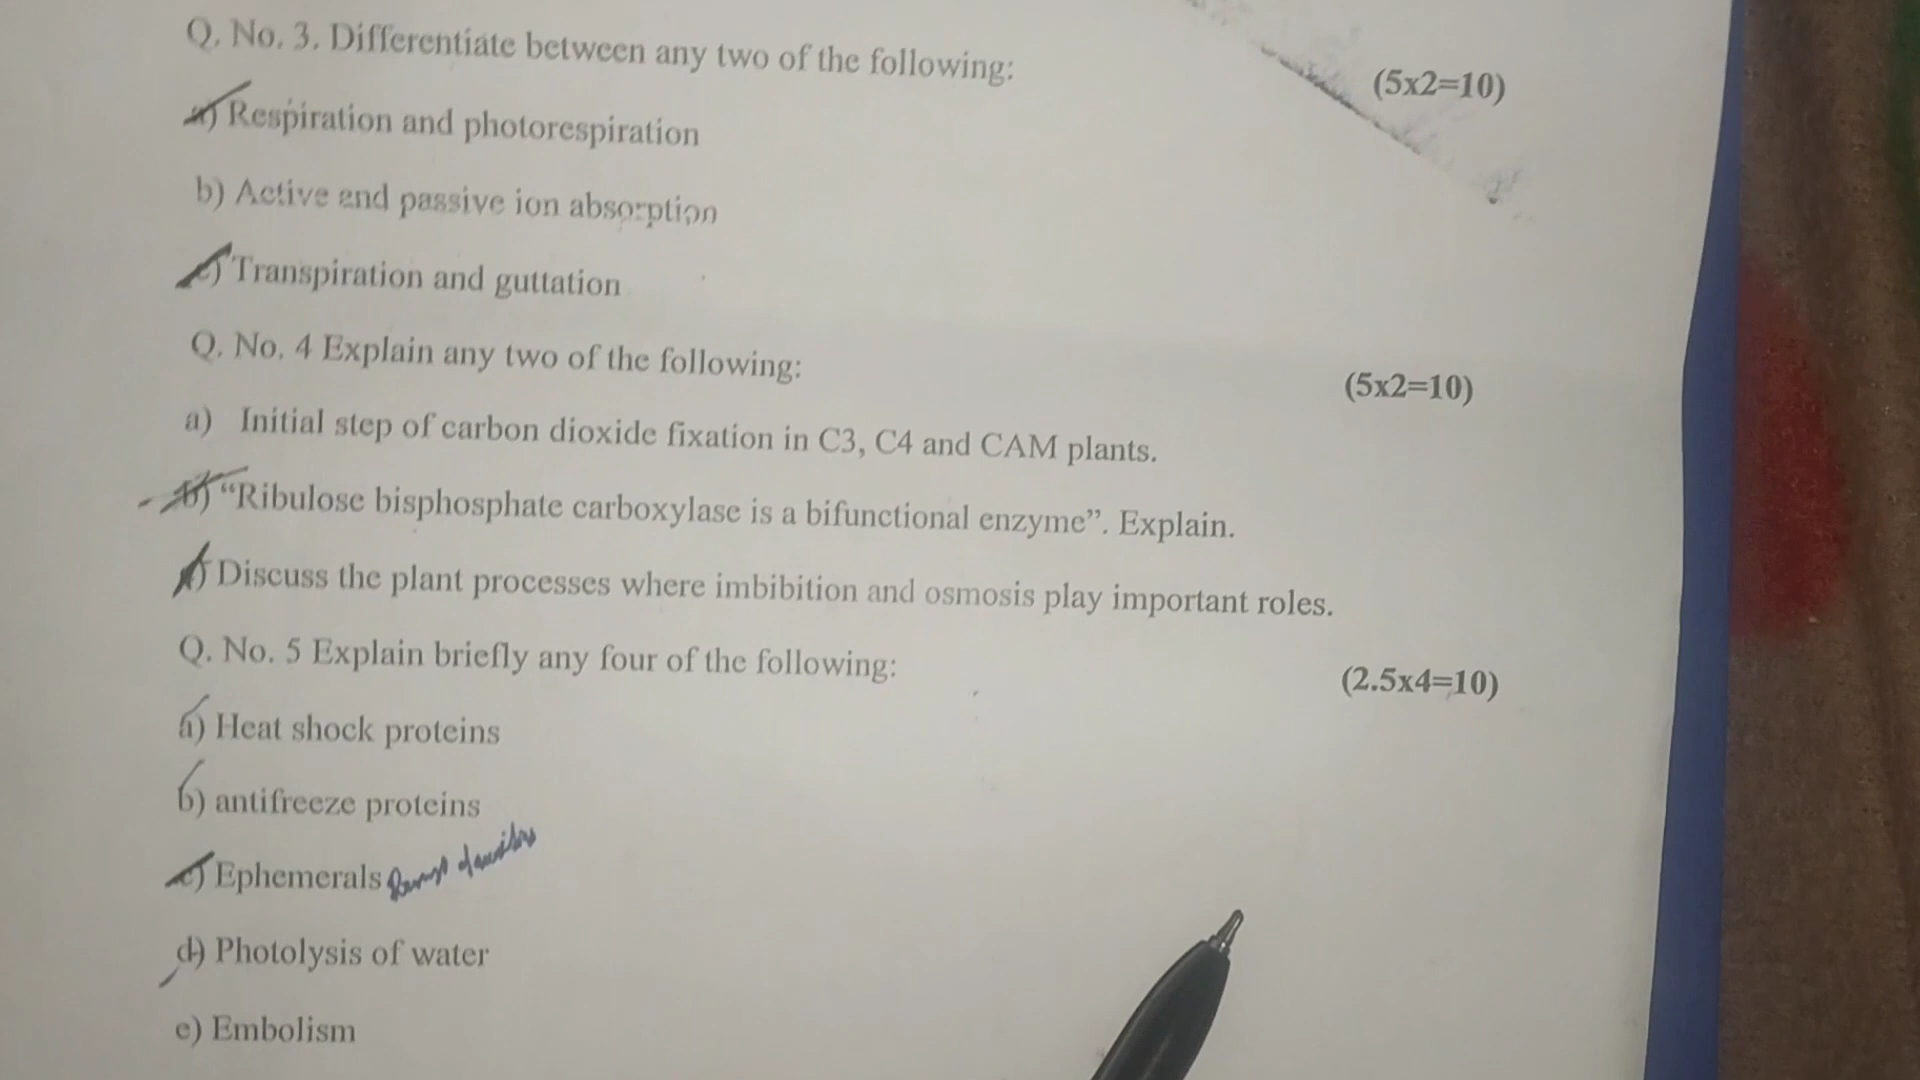 Q. No. 3. Differentiate between any two of the following:
(5x2=10)
a) Respiration and photorespiration
b) Active and passive ion absorption
c) Transpiration and guttation
Q. No. 4 Explain any two of the following:
(5x2=10)
a) Initial step of carbon dioxide fixation in C3, C4 and CAM plants.
b) “Ribulose bisphosphate carboxylase is a bifunctional enzyme”. Explain.
c) Discuss the plant processes where imbibition and osmosis play important roles.
Q. No. 5 Explain briefly any four of the following:
(2.5x4=10)
a) Heat shock proteins
b) antifreeze proteins
c) Ephemerals
d) Photolysis of water
e) Embolism